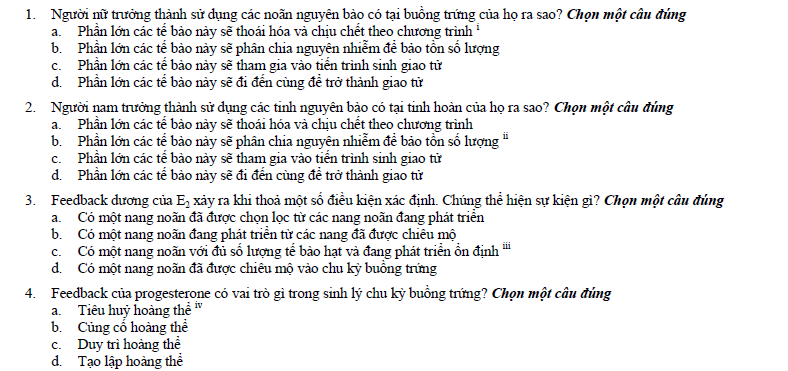 1. Người nữ trưởng thành sử dụng các noãn nguyên bào có tại buồng trứng của họ ra sao? Chọn một câu đúng
a. Phần lớn các tế bào này sẽ thoái hóa và chịu chết theo chương trình i
b. Phần lớn các tế bào này sẽ phân chia nguyên nhiễm để bảo tồn số lượng
c. Phần lớn các tế bào này sẽ tham gia vào tiến trình sinh giao tử
d. Phần lớn các tế bào này sẽ đi đến cùng để trở thành giao tử
2. Người nam trưởng thành sử dụng các tinh nguyên bào có tại tinh hoàn của họ ra sao? Chọn một câu đúng
a. Phần lớn các tế bào này sẽ thoái hóa và chịu chết theo chương trình
b. Phần lớn các tế bào này sẽ phân chia nguyên nhiễm để bảo tồn số lượng ii
c. Phần lớn các tế bào này sẽ tham gia vào tiến trình sinh giao tử
d. Phần lớn các tế bào này sẽ đi đến cùng để trở thành giao tử
3. Feedback dương của E2 xảy ra khi thoả một số điều kiện xác định. Chúng thể hiện sự kiện gì? Chọn một câu đúng
a. Có một nang noãn đã được chọn lọc từ các nang noãn đang phát triển
b. Có một nang noãn đang phát triển từ các nang đã được chiêu mộ
c. Có một nang noãn với đủ số lượng tế bào hạt và đang phát triển ổn định iii
d. Có một nang noãn đã được chiêu mộ vào chu kỳ buồng trứng
4. Feedback của progesterone có vai trò gì trong sinh lý chu kỳ buồng trứng? Chọn một câu đúng
a. Tiêu huỷ hoàng thể iv
b. Củng cố hoàng thể
c. Duy trì hoàng thể
d. Tạo lập hoàng thể